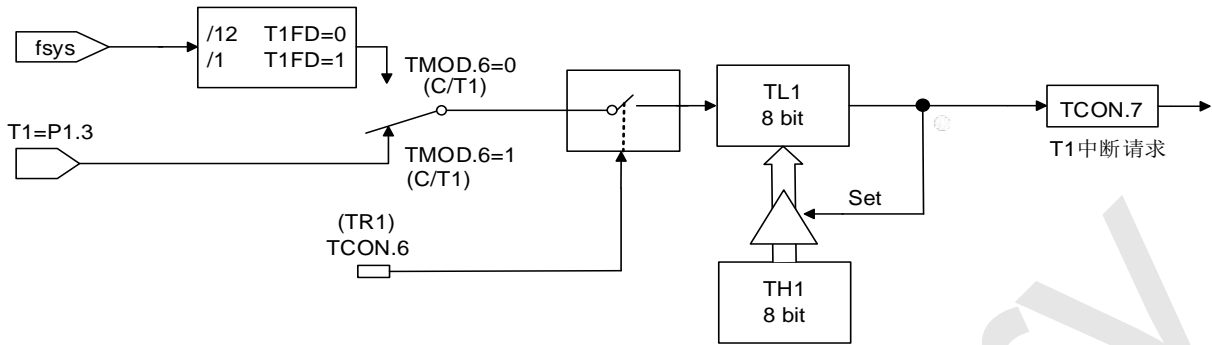 fsys
/12 T1FD=0
/1 T1FD=1
TMOD.6=0
(C/T1)
T1=P1.3
TMOD.6=1
(C/T1)
(TR1)
TCON.6
TL1
8 bit
TCON.7
T1中断请求
Set
TH1
8 bit